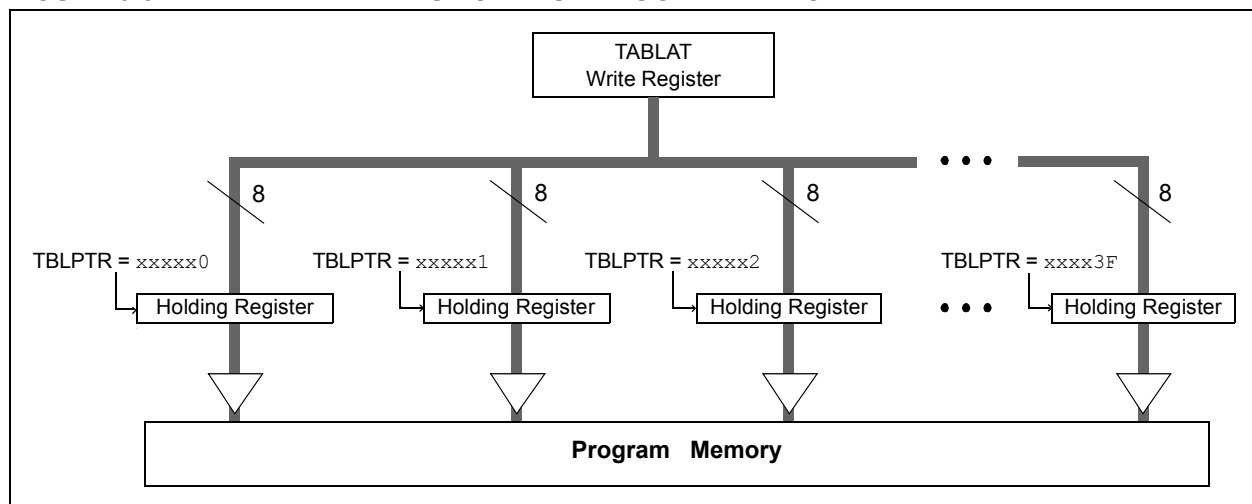 TABLAT
Write Register
8 8 8 8
TBLPTR = xxxxx0 TBLPTR = xxxxx1 TBLPTR = xxxxx2 TBLPTR = xxxx3F
Holding Register Holding Register Holding Register Holding Register
Program Memory